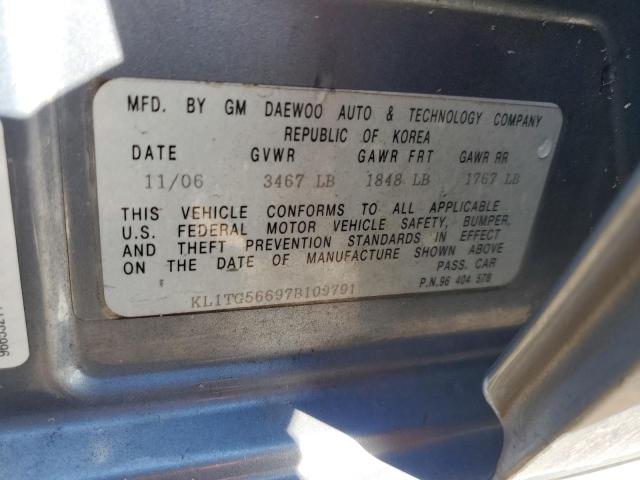 MFD. BY GM DAEWOO AUTO & TECHNOLOGY COMPANY
REPUBLIC OF KOREA
DATE GVWR GAWR FRT GAWR RR
11/06 3467 LB 1848 LB 1767 LB
THIS VEHICLE CONFORMS TO ALL APPLICABLE
U.S. FEDERAL MOTOR VEHICLE SAFETY, BUMPER,
AND THEFT PREVENTION STANDARDS IN EFFECT
ON THE DATE OF MANUFACTURE SHOWN ABOVE
PASS. CAR
KL1TG56697B109791
P.N.96 404 578